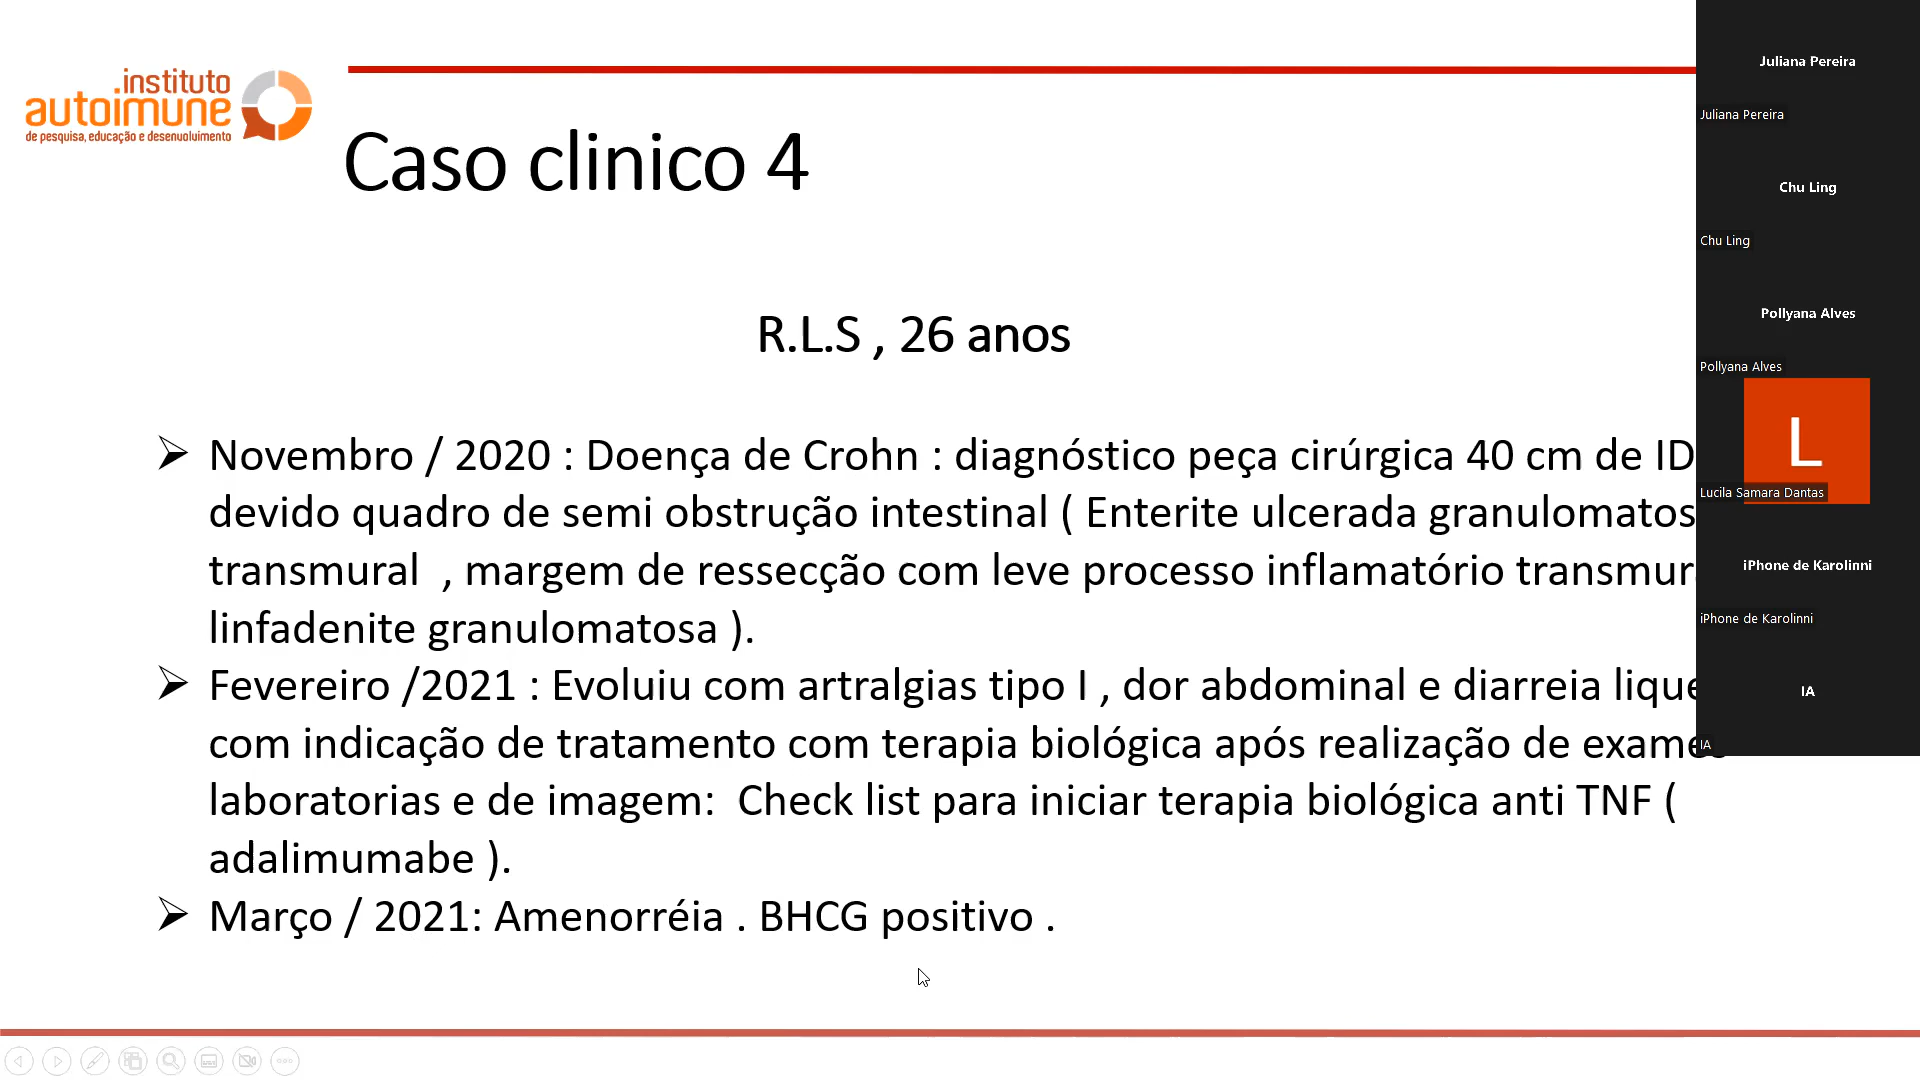 instituto
autoimune
de pesquisa, educação e desenvolvimento
Caso clinico 4
R.L.S , 26 anos
➢ Novembro / 2020 : Doença de Crohn : diagnóstico peça cirúrgica 40 cm de ID
devido quadro de semi obstrução intestinal ( Enterite ulcerada granulomatos
transmural , margem de ressecção com leve processo inflamatório transmur
linfadenite granulomatosa ).
➢ Fevereiro /2021 : Evoluiu com artralgias tipo I , dor abdominal e diarreia lique
com indicação de tratamento com terapia biológica após realização de exame
laboratorias e de imagem: Check list para iniciar terapia biológica anti TNF (
adalimumabe ).
➢ Março / 2021: Amenorréia . BHCG positivo .
Juliana Pereira
Juliana Pereira
Chu Ling
Chu Ling
Pollyana Alves
Pollyana Alves
L
Lucila Samara Dantas
iPhone de Karolinni
iPhone de Karolinni
IA
IA